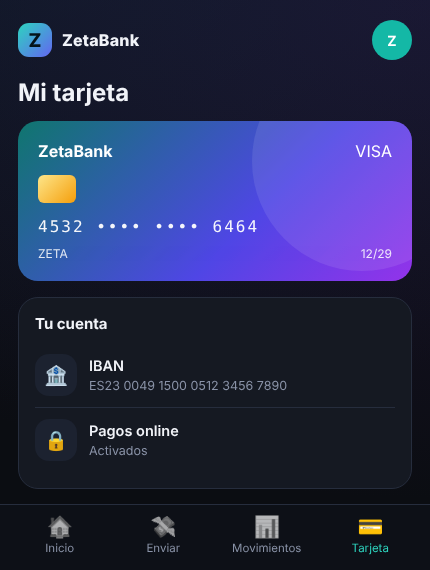 Z ZetaBank Z
Mi tarjeta
ZetaBank VISA
4532 •••• •••• 6464
ZETA 12/29
Tu cuenta
IBAN
ES23 0049 1500 0512 3456 7890
Pagos online
Activados
Inicio Enviar Movimientos Tarjeta